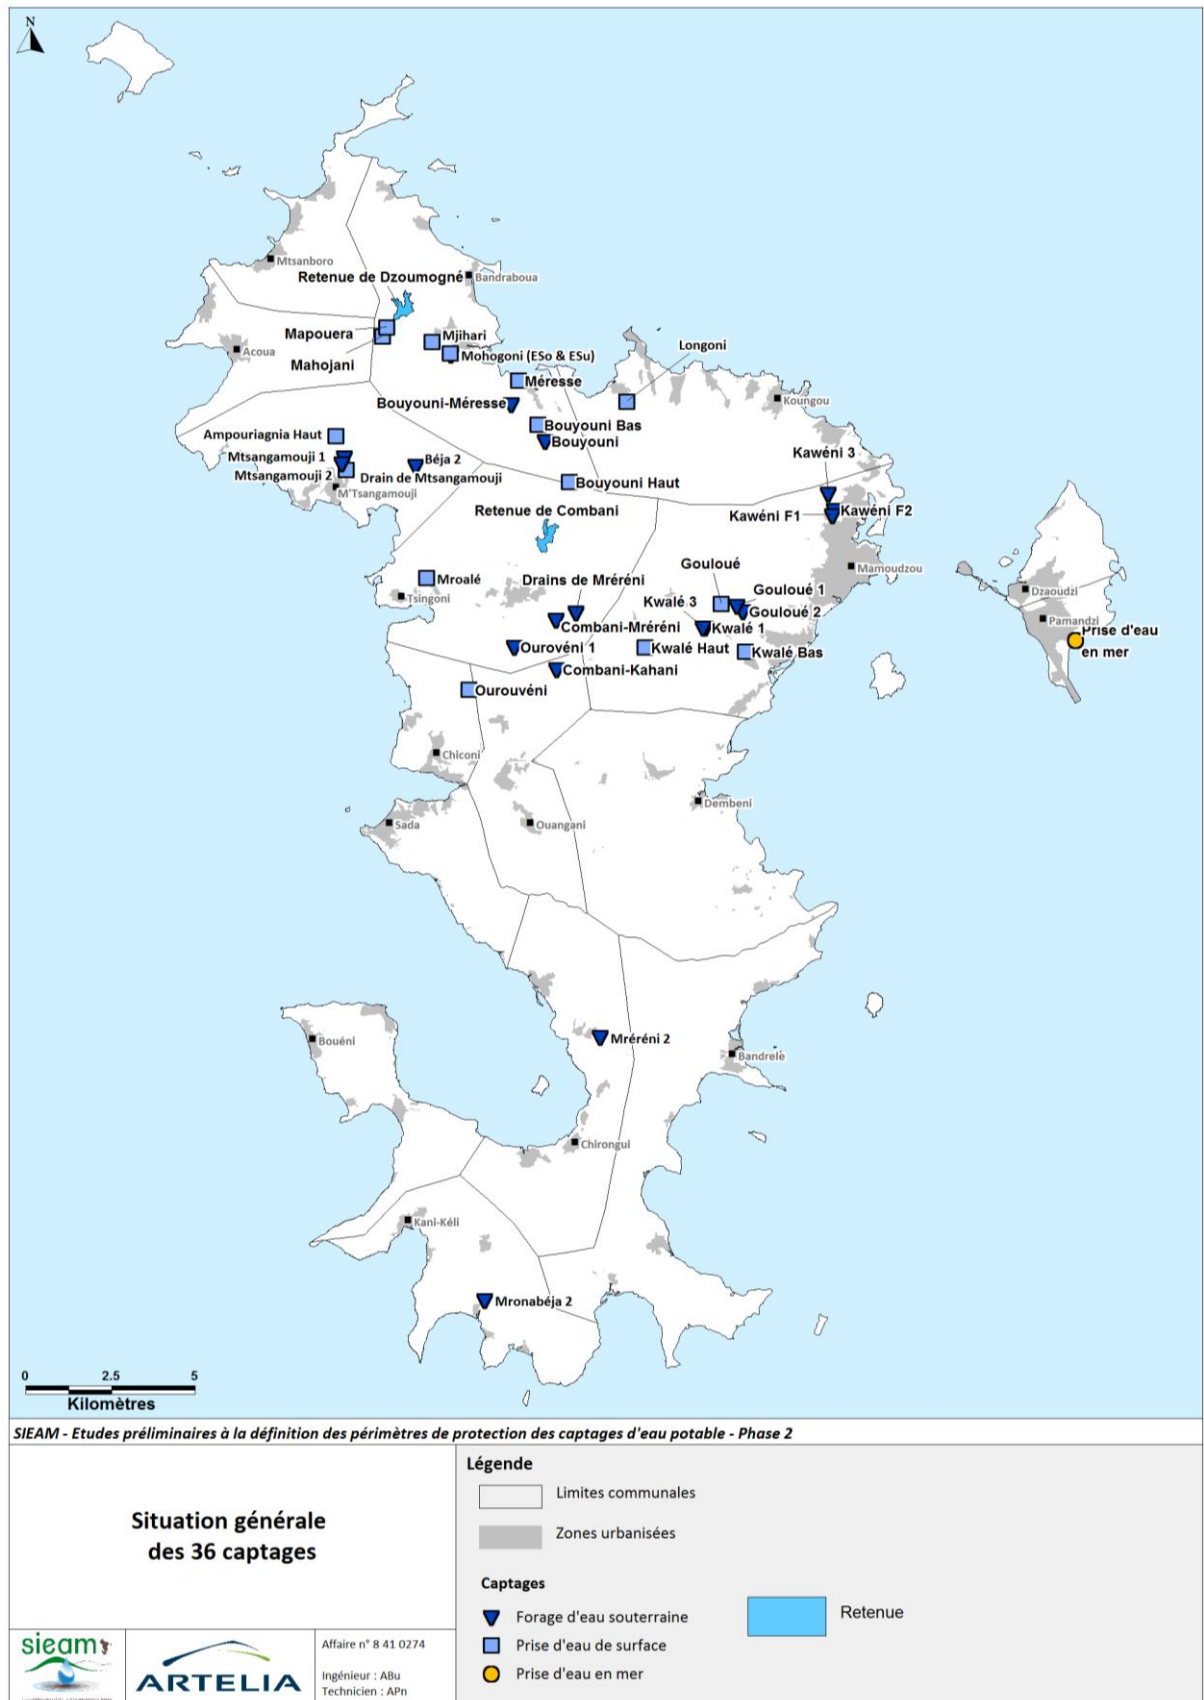 N
Mtsanboro
Retenue de Dzoumogné
Bandraboua
Mapouera
Mahojani
Mjihari
Mohogoni (ESo & ESu)
Acoua
Longoni
Méresse
Bouyouni-Méresse
Koungou
Bouyouni Bas
Bouyouni
Ampouriagnia Haut
Mtsangamouji 1
Mtsangamouji 2
Béja 2
Drain de Mtsangamouji
M'Tsangamouji
Kawéni 3
Bouyouni Haut
Retenue de Combani
Kawéni F1
Kawéni F2
Gouloué
Mamoudzou
Mroalé
Drains de Mréréni
Tsingoni
Gouloué 1
Gouloué 2
Kwalé 3
Kwalé 1
Combani-Mréréni
Dzaoudzi
Pamandzi
Prise d'eau
en mer
Ourovéni 1
Kwalé Haut
Kwalé Bas
Combani-Kahani
Ourouvéni
Chiconi
Dembeni
Sada
Ouangani
Mréréni 2
Bouéni
Bandrele
Chirongui
Kani-Kéli
Mronabéja 2
0 2.5 5
Kilomètres
SIEAM - Etudes préliminaires à la définition des périmètres de protection des captages d'eau potable - Phase 2
Situation générale
des 36 captages
Légende
Limites communales
Zones urbanisées
Captages
Forage d'eau souterraine
Prise d'eau de surface
Prise d'eau en mer
Retenue
sieam
ARTELIA
Affaire n° 8 41 0274
Ingénieur : ABu
Technicien : APn